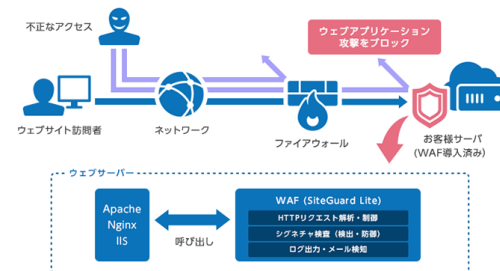 不正なアクセス
ウェブアプリケーション
攻撃をブロック
ウェブサイト訪問者
ネットワーク
ファイアウォール
お客様サーバ
(WAF導入済み)
ウェブサーバー
Apache
Nginx
IIS
呼び出し
WAF (SiteGuard Lite)
HTTPリクエスト解析・制御
シグネチャ検査（検出・防御）
ログ出力・メール検知